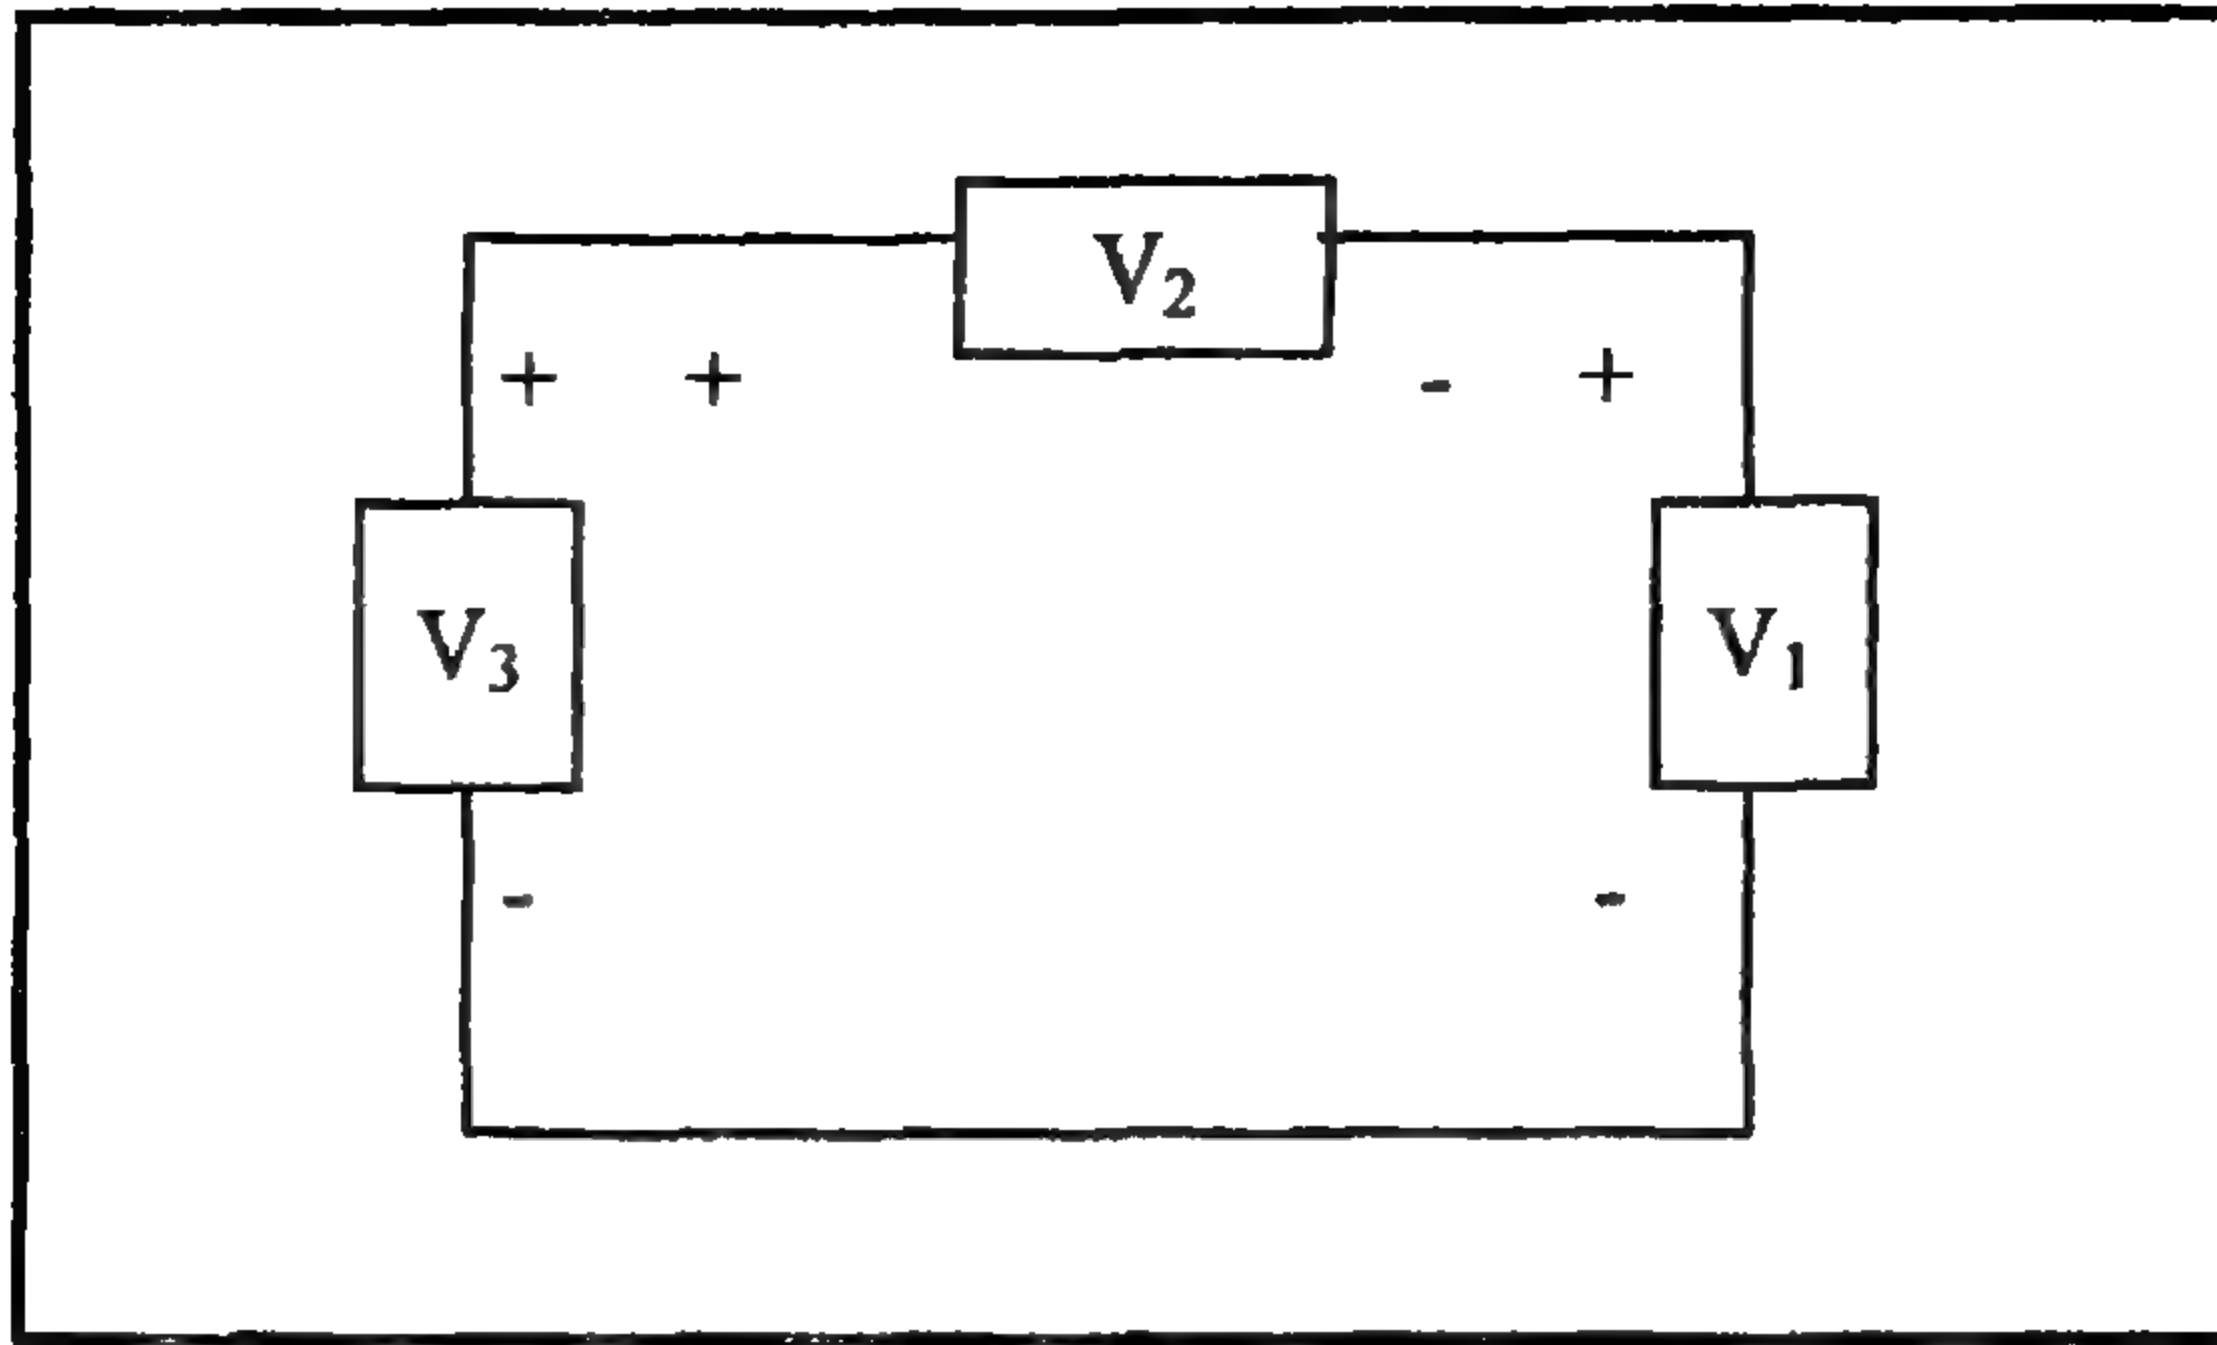 V₂
+ + - +
V₃ V₁
- -